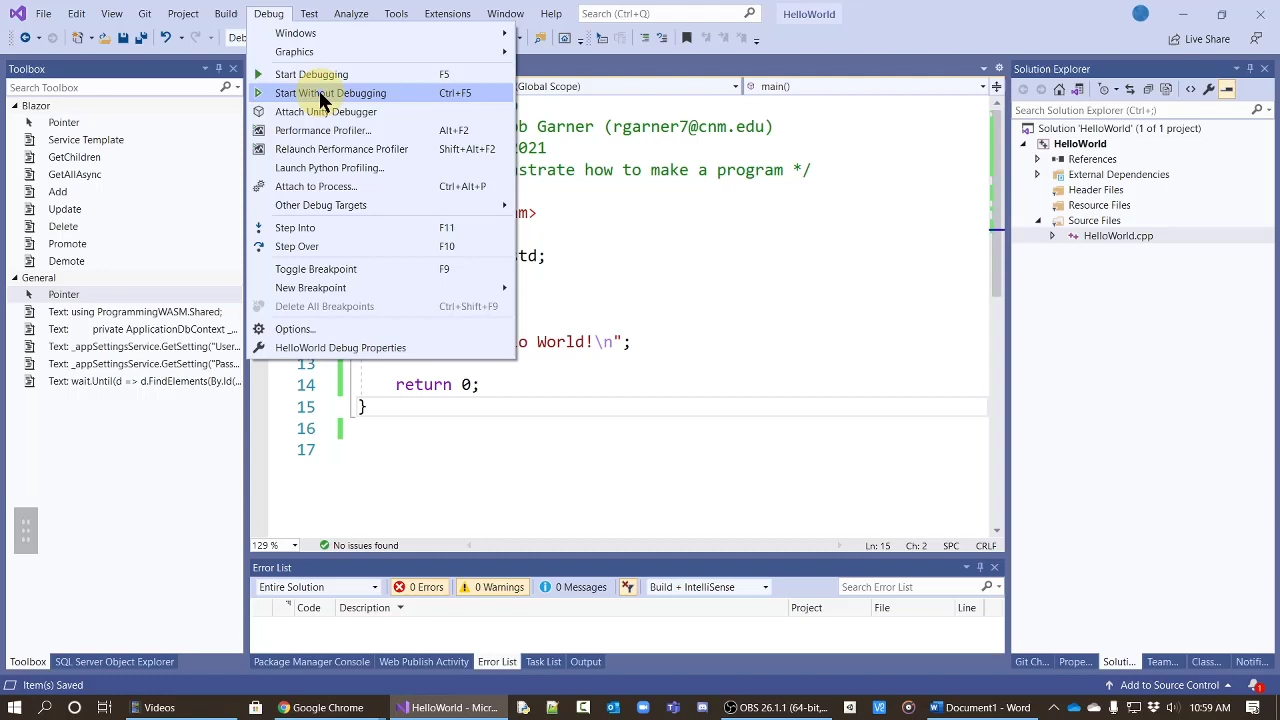 File Edit View Git Project Build Debug Test Analyze Tools Extensions Window Help Search (Ctrl+Q) HelloWorld
Live Share
Toolbox
Search Toolbox
Blazor
Pointer
Service Template
GetChildren
GetAllAsync
Add
Update
Delete
Promote
Demote
General
Pointer
Text: using ProgrammingWASM.Shared;
Text: private ApplicationDbContext _...
Text: _appSettingsService.GetSetting("User...
Text: _appSettingsService.GetSetting("Pass...
Text: wait.Until(d => d.FindElements(By.Id(...
Windows
Graphics
Start Debugging F5
Start Without Debugging Ctrl+F5
Attach Unity Debugger
Performance Profiler... Alt+F2
Relaunch Performance Profiler Shift+Alt+F2
Launch Python Profiling...
Attach to Process... Ctrl+Alt+P
Other Debug Targets
Step Into F11
Step Over F10
Toggle Breakpoint F9
New Breakpoint
Delete All Breakpoints Ctrl+Shift+F9
Options...
HelloWorld Debug Properties
Global Scope) main()
b Garner (rgarner7@cnm.edu)
2021
strate how to make a program */
m>
td;
o World!\n";
13
14 return 0;
15 }
16
17
129 % No issues found Ln: 15 Ch: 2 SPC CRLF
Error List
Entire Solution 0 Errors 0 Warnings 0 Messages Build + IntelliSense Search Error List
Code Description Project File Line
Toolbox SQL Server Object Explorer Package Manager Console Web Publish Activity Error List Task List Output
Solution Explorer
Search Solution Explorer (Ctrl+;)
Solution 'HelloWorld' (1 of 1 project)
HelloWorld
References
External Dependencies
Header Files
Resource Files
Source Files
HelloWorld.cpp
Git Ch... Prope... Soluti... Team... Class... Notifi...
Item(s) Saved Add to Source Control 1
Videos Google Chrome HelloWorld - Mic... OBS 26.1.1 (64-bit... Document1 - Word 10:59 AM